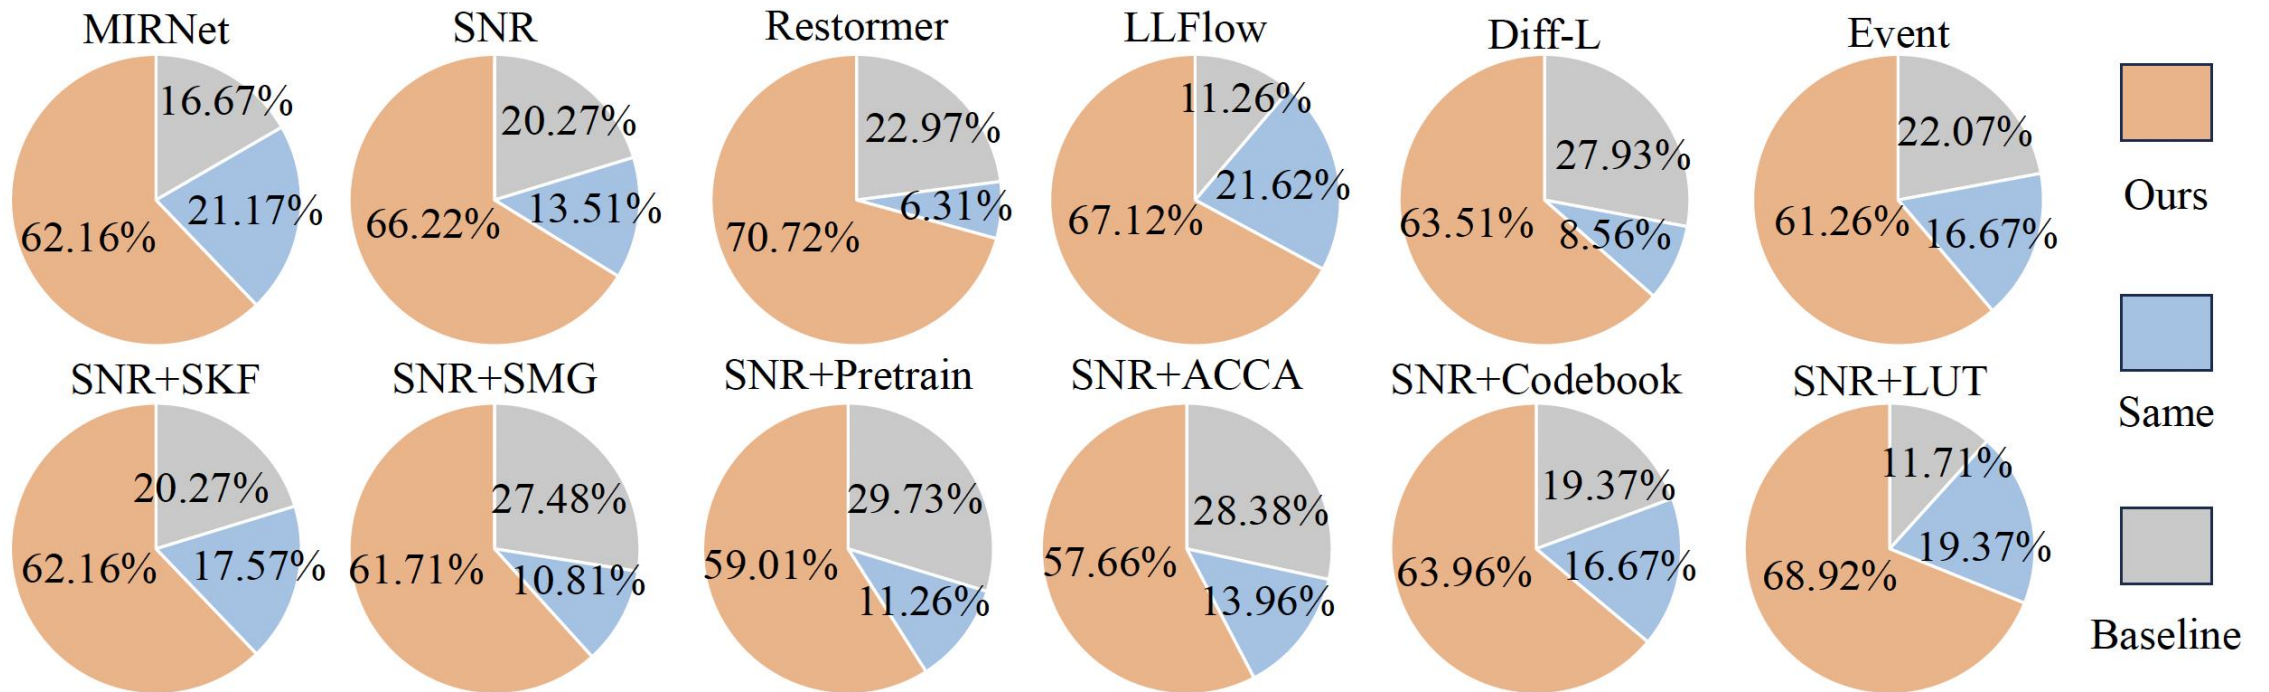 MIRNet
16.67%
21.17%
62.16%
SNR
20.27%
13.51%
66.22%
Restormer
22.97%
6.31%
70.72%
LLFlow
11.26%
21.62%
67.12%
Diff-L
27.93%
8.56%
63.51%
Event
22.07%
16.67%
61.26%
SNR+SKF
20.27%
17.57%
62.16%
SNR+SMG
27.48%
10.81%
61.71%
SNR+Pretrain
29.73%
11.26%
59.01%
SNR+ACCA
28.38%
13.96%
57.66%
SNR+Codebook
19.37%
16.67%
63.96%
SNR+LUT
11.71%
19.37%
68.92%
Ours
Same
Baseline